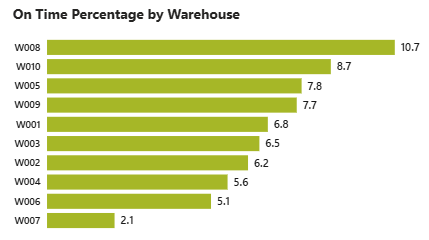 On Time Percentage by Warehouse
W008 10.7
W010 8.7
W005 7.8
W009 7.7
W001 6.8
W003 6.5
W002 6.2
W004 5.6
W006 5.1
W007 2.1